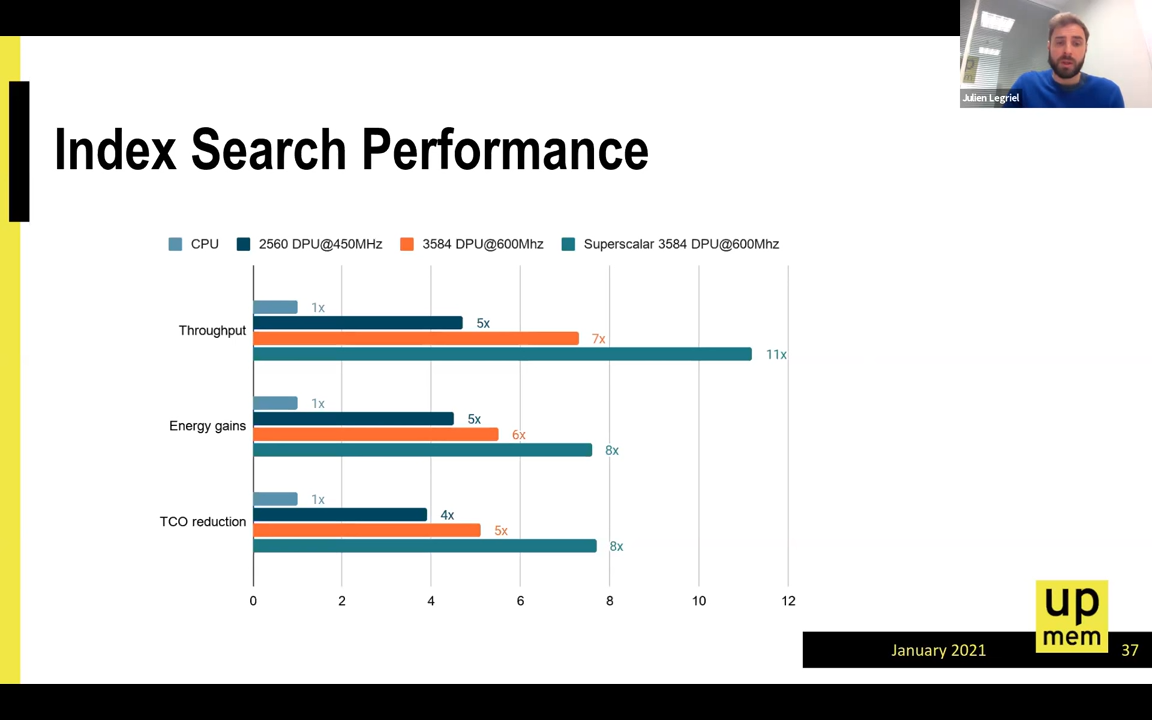 Julien Legriel
Index Search Performance
CPU
2560 DPU@450MHz
3584 DPU@600Mhz
Superscalar 3584 DPU@600Mhz
Throughput
1x
5x
7x
11x
Energy gains
1x
5x
6x
8x
TCO reduction
1x
4x
5x
8x
0 2 4 6 8 10 12
up
mem
January 2021
37